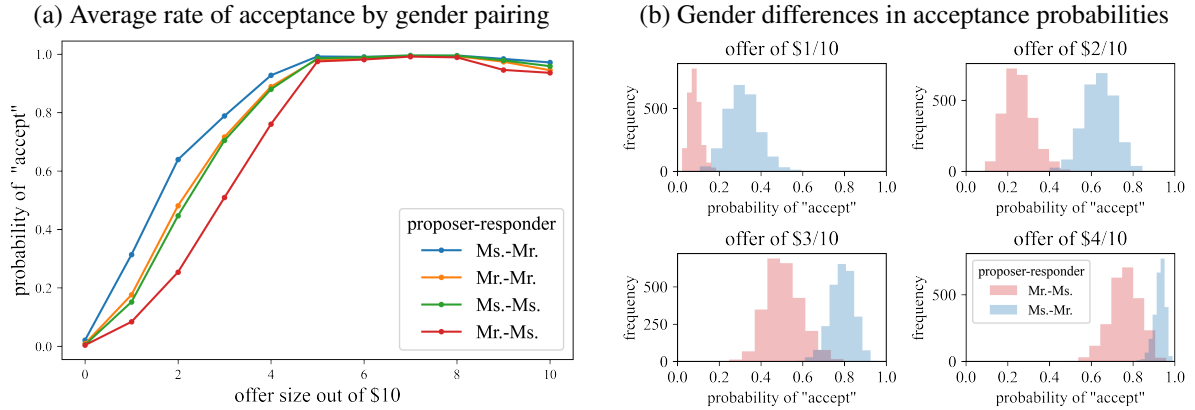 (a) Average rate of acceptance by gender pairing
probability of "accept"
1.0
0.8
0.6
0.4
0.2
0.0
0
2
4
6
8
10
offer size out of $10
proposer-responder
Ms.-Mr.
Mr.-Mr.
Ms.-Ms.
Mr.-Ms.
(b) Gender differences in acceptance probabilities
offer of $1/10
frequency
500
0
0.0 0.2 0.4 0.6 0.8 1.0
probability of "accept"
offer of $2/10
frequency
500
0
0.0 0.2 0.4 0.6 0.8 1.0
probability of "accept"
offer of $3/10
frequency
500
250
0
0.0 0.2 0.4 0.6 0.8 1.0
probability of "accept"
offer of $4/10
frequency
500
0
proposer-responder
Mr.-Ms.
Ms.-Mr.
0.0 0.2 0.4 0.6 0.8 1.0
probability of "accept"